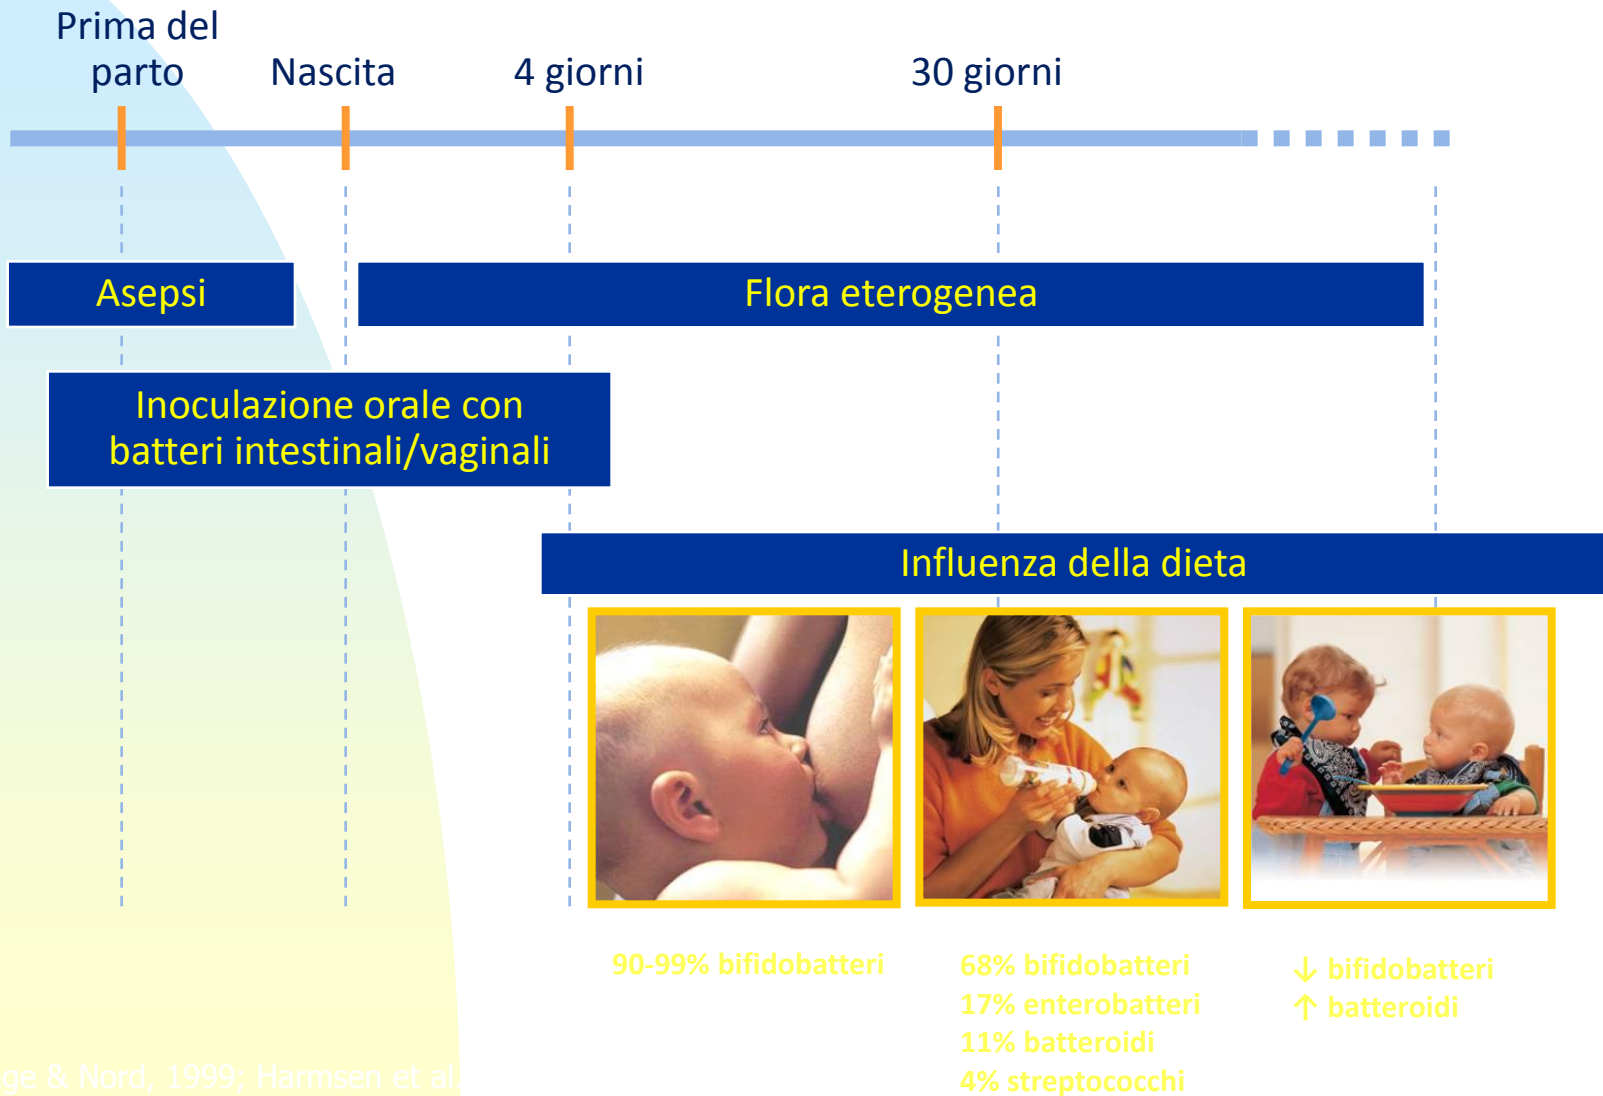 Prima del
parto
Nascita
4 giorni
30 giorni
Asepsi
Flora eterogenea
Inoculazione orale con
batteri intestinali/vaginali
Influenza della dieta
90-99% bifidobatteri
68% bifidobatteri
17% enterobatteri
11% batteroidi
4% streptococchi
↓ bifidobatteri
↑ batteroidi
& Nord, 1999; Harmsen et al.